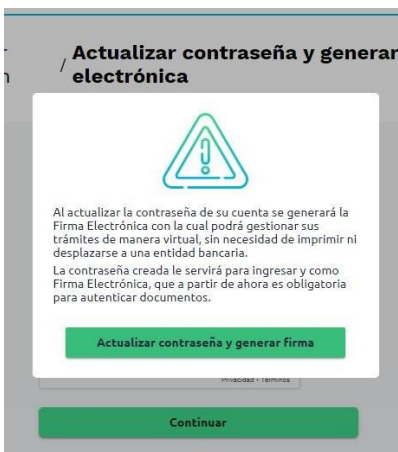 / Actualizar contraseña y generar
electrónica
Al actualizar la contraseña de su cuenta se generará la
Firma Electrónica con la cual podrá gestionar sus
trámites de manera virtual, sin necesidad de imprimir ni
desplazarse a una entidad bancaria.
La contraseña creada le servirá para ingresar y como
Firma Electrónica, que a partir de ahora es obligatoria
para autenticar documentos.
Actualizar contraseña y generar firma
Privacidad • Términos
Continuar